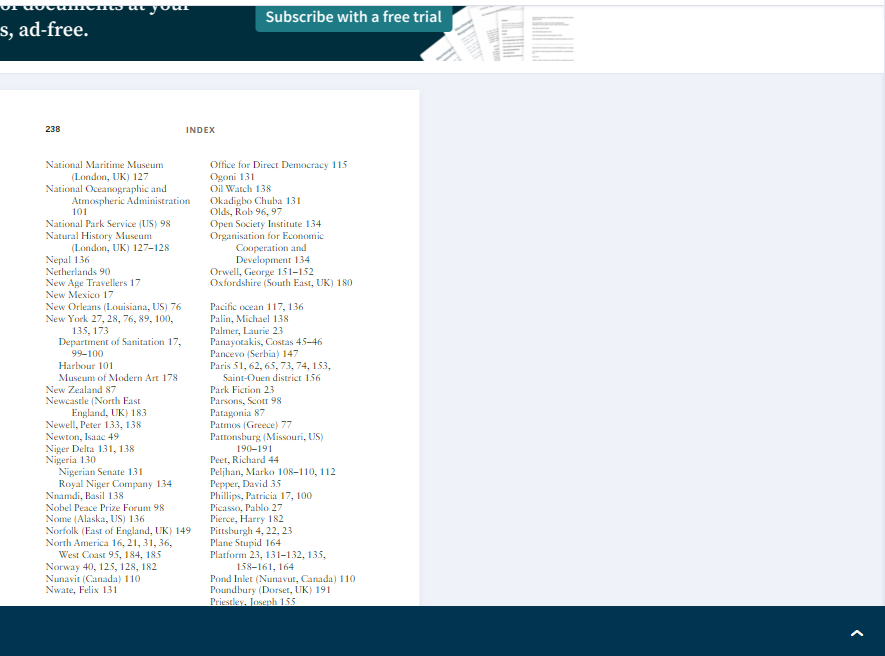 of documents at your
s, ad-free.
Subscribe with a free trial
238
INDEX
National Maritime Museum
(London, UK) 127
National Oceanographic and
Atmospheric Administration
101
National Park Service (US) 98
Natural History Museum
(London, UK) 127–128
Nepal 136
Netherlands 90
New Age Travellers 17
New Mexico 17
New Orleans (Louisiana, US) 76
New York 27, 28, 76, 89, 100,
135, 173
Department of Sanitation 17,
99–100
Harbour 101
Museum of Modern Art 178
New Zealand 87
Newcastle (North East
England, UK) 183
Newell, Peter 133, 138
Newton, Isaac 49
Niger Delta 131, 138
Nigeria 130
Nigerian Senate 131
Royal Niger Company 134
Nnamdi, Basil 138
Nobel Peace Prize Forum 98
Nome (Alaska, US) 136
Norfolk (East of England, UK) 149
North America 16, 21, 31, 36,
West Coast 95, 184, 185
Norway 40, 125, 128, 182
Nunavit (Canada) 110
Nwate, Felix 131
Office for Direct Democracy 115
Ogoni 131
Oil Watch 138
Okadigbo Chuba 131
Olds, Rob 96, 97
Open Society Institute 134
Organisation for Economic
Cooperation and
Development 134
Orwell, George 151–152
Oxfordshire (South East, UK) 180
Pacific ocean 117, 136
Palin, Michael 138
Palmer, Laurie 23
Panayotakis, Costas 45–46
Pancevo (Serbia) 147
Paris 51, 62, 65, 73, 74, 153,
Saint-Ouen district 156
Park Fiction 23
Parsons, Scott 98
Patagonia 87
Patmos (Greece) 77
Pattonsburg (Missouri, US)
190–191
Peet, Richard 44
Peljhan, Marko 108–110, 112
Pepper, David 35
Phillips, Patricia 17, 100
Picasso, Pablo 27
Pierce, Harry 182
Pittsburgh 4, 22, 23
Plane Stupid 164
Platform 23, 131–132, 135,
158–161, 164
Pond Inlet (Nunavut, Canada) 110
Poundbury (Dorset, UK) 191
Priestley, Joseph 155